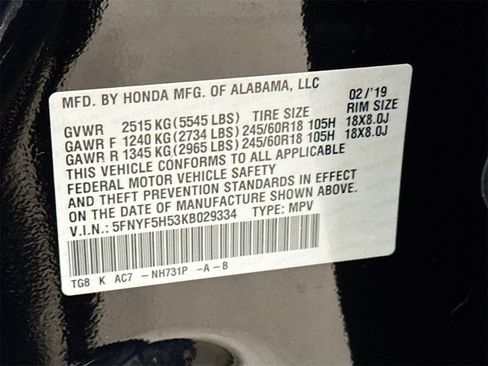 MFD. BY HONDA MFG. OF ALABAMA, LLC 02/'19
GVWR 2515 KG (5545 LBS) TIRE SIZE RIM SIZE
GAWR F 1240 KG (2734 LBS) 245/60R18 105H 18X8.0J
GAWR R 1345 KG (2965 LBS) 245/60R18 105H 18X8.0J
THIS VEHICLE CONFORMS TO ALL APPLICABLE
FEDERAL MOTOR VEHICLE SAFETY
AND THEFT PREVENTION STANDARDS IN EFFECT
ON THE DATE OF MANUFACTURE SHOWN ABOVE.
V.I.N.: 5FNYF5H53KB029334 TYPE: MPV
TG8 K AC7 -NH731P -A-B